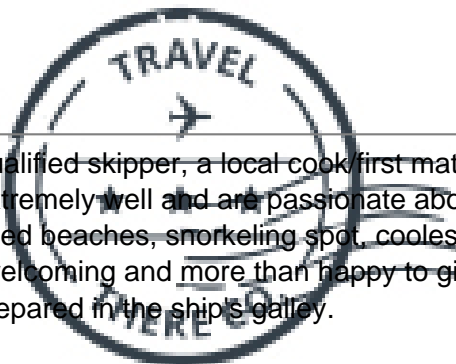 TRAVEL
ualified skipper, a local cook/first mat
tremely well and are passionate abo
ed beaches, snorkeling spot, cooles
elcoming and more than happy to gi
epared in the ship's galley.
THERE